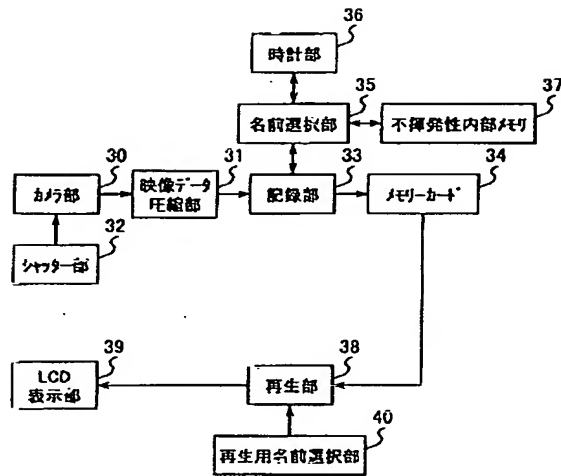 36
時計部
35
37
名前選択部
不揮発性内部メモリ
30
31
33
34
カメラ部
映像データ
圧縮部
記録部
メモリーカード
シャッター部
32
39
38
LCD
表示部
再生部
40
再生用名前選択部